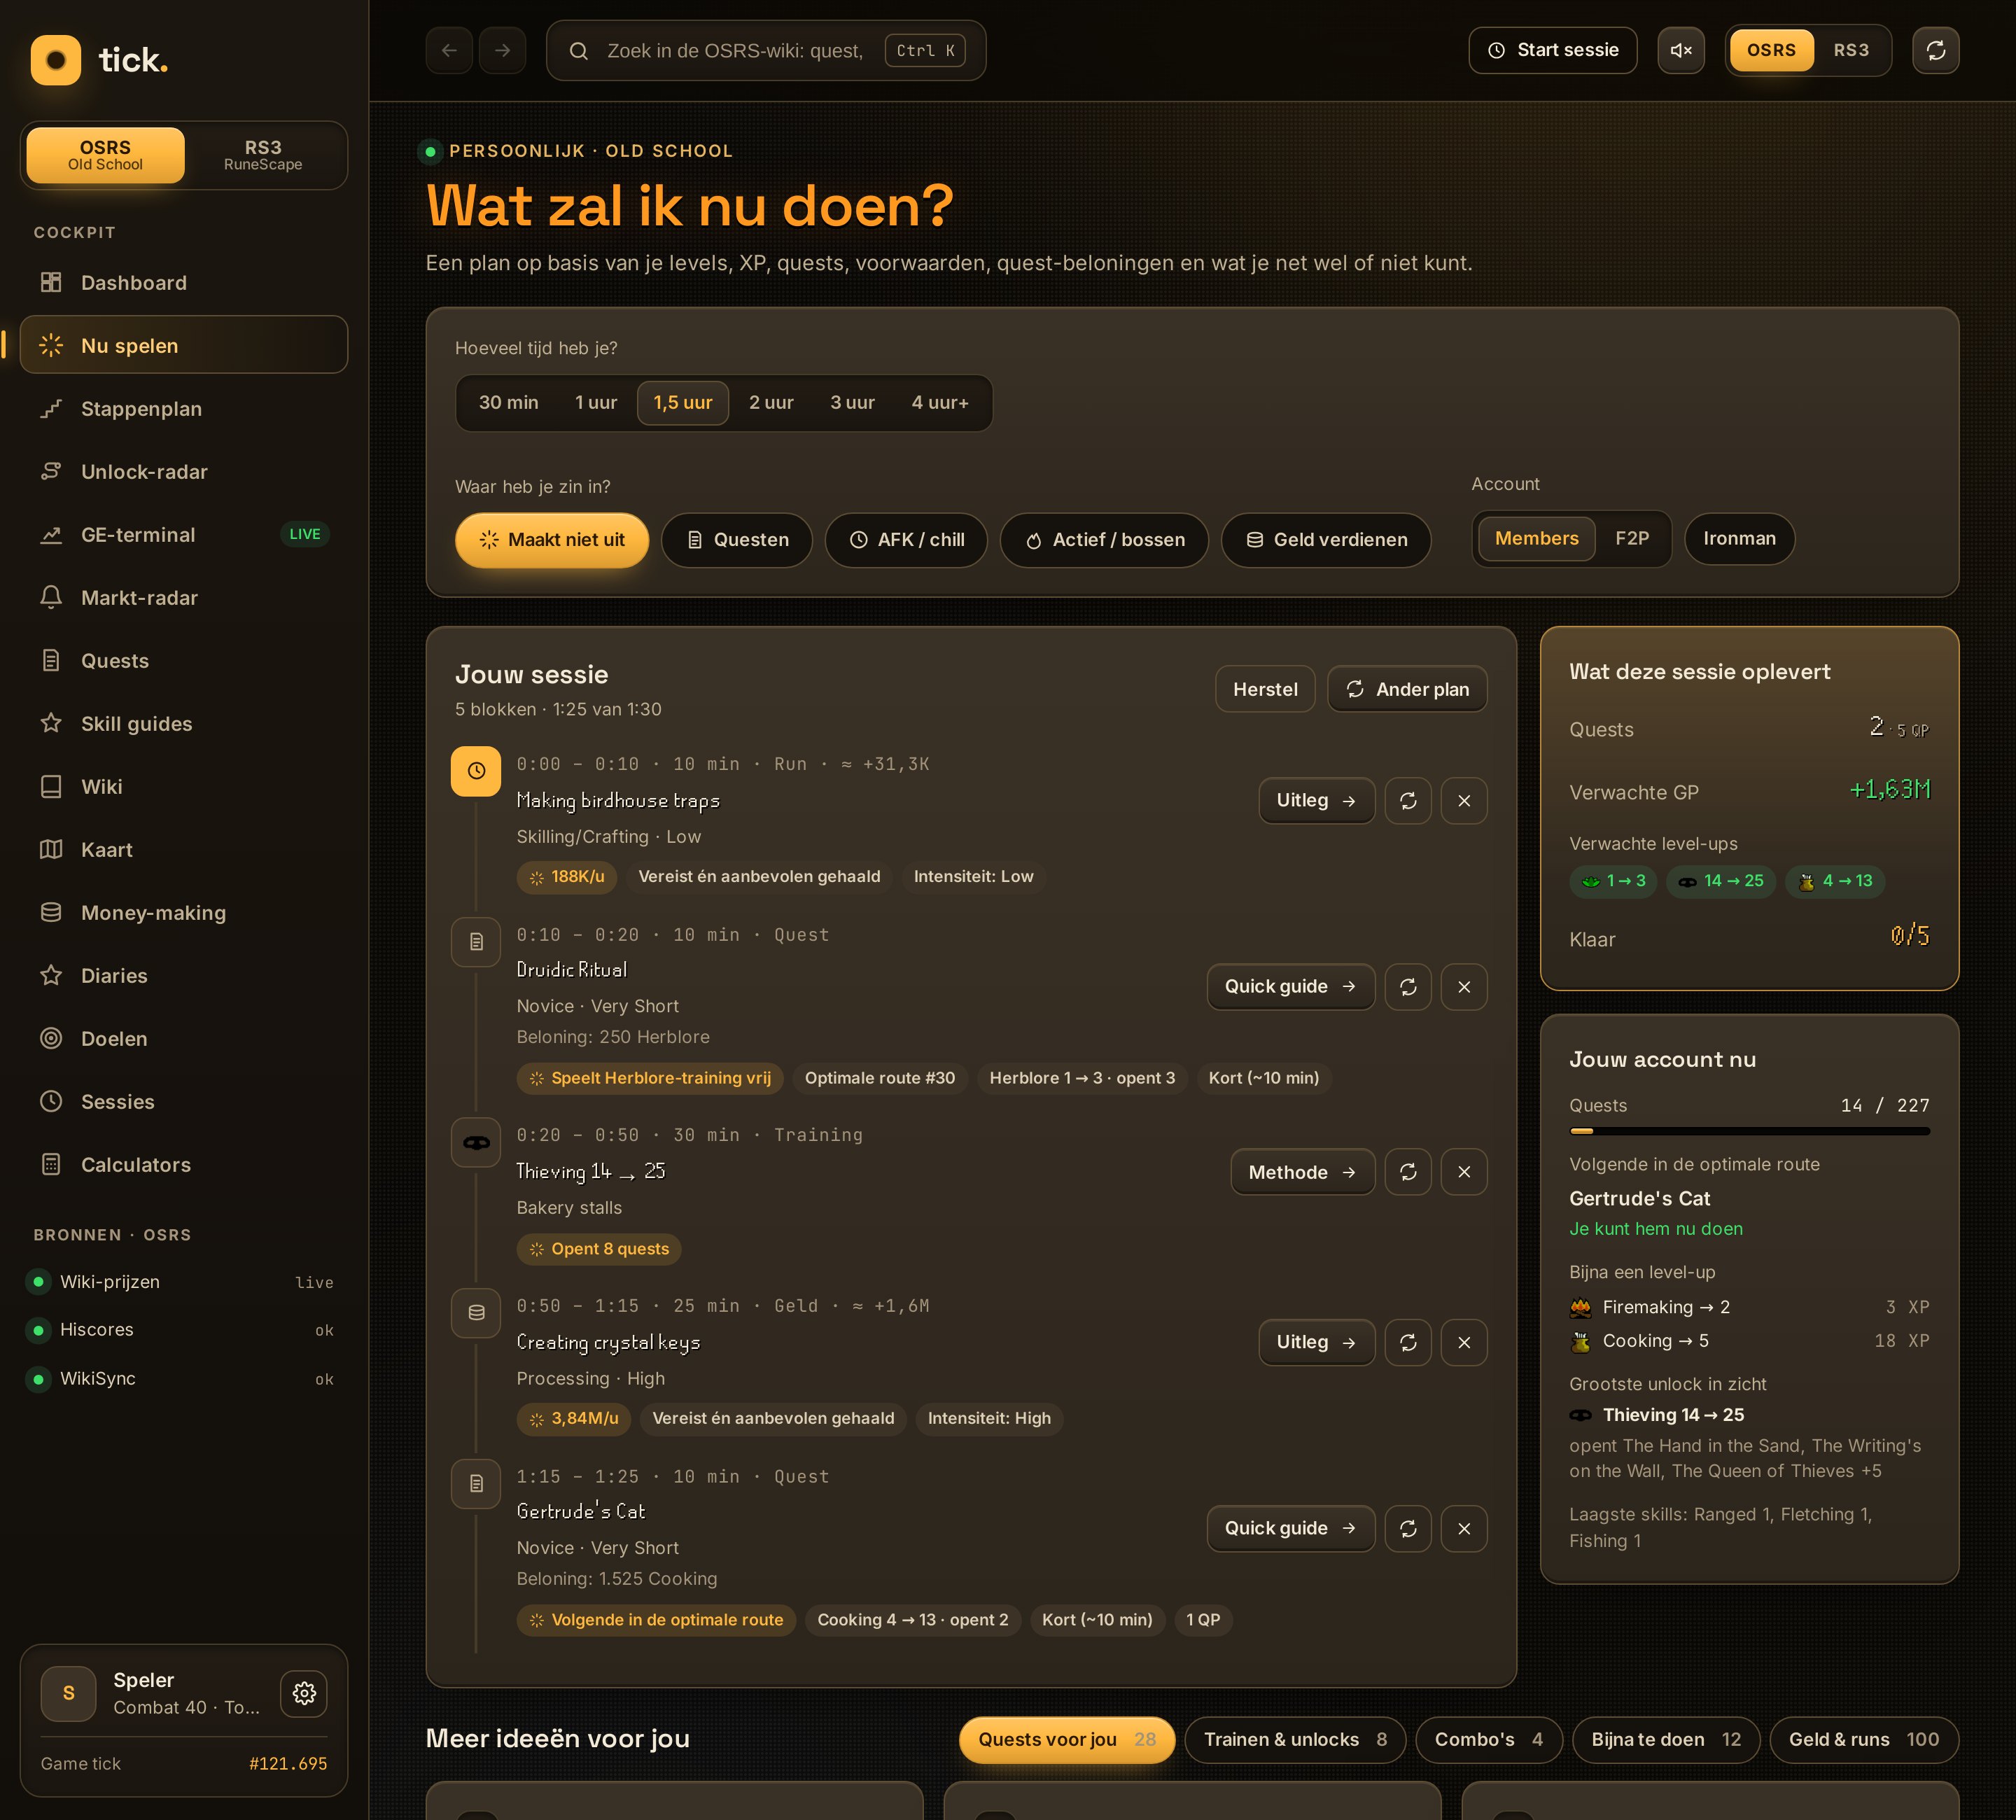 tick.
OSRS
Old School
RS3
RuneScape
COCKPIT
Dashboard
Nu spelen
Stappenplan
Unlock-radar
GE-terminal LIVE
Markt-radar
Quests
Skill guides
Wiki
Kaart
Money-making
Diaries
Doelen
Sessies
Calculators
BRONNEN · OSRS
Wiki-prijzen live
Hiscores ok
WikiSync ok
S
Speler
Combat 40 · To...
Game tick #121.695
Zoek in de OSRS-wiki: quest, Ctrl K
Start sessie
OSRS RS3
PERSOONLIJK · OLD SCHOOL
Wat zal ik nu doen?
Een plan op basis van je levels, XP, quests, voorwaarden, quest-beloningen en wat je net wel of niet kunt.
Hoeveel tijd heb je?
30 min 1 uur 1,5 uur 2 uur 3 uur 4 uur+
Waar heb je zin in?
Maakt niet uit Questen AFK / chill Actief / bossen Geld verdienen
Account
Members F2P Ironman
Jouw sessie
5 blokken · 1:25 van 1:30
Herstel Ander plan
0:00 – 0:10 · 10 min · Run · ≈ +31,3K
Making birdhouse traps
Skilling/Crafting · Low
188K/u Vereist én aanbevolen gehaald Intensiteit: Low
Uitleg →
0:10 – 0:20 · 10 min · Quest
Druidic Ritual
Novice · Very Short
Beloning: 250 Herblore
Speelt Herblore-training vrij Optimale route #30 Herblore 1 → 3 · opent 3 Kort (~10 min)
Quick guide →
0:20 – 0:50 · 30 min · Training
Thieving 14 → 25
Bakery stalls
Opent 8 quests
Methode →
0:50 – 1:15 · 25 min · Geld · ≈ +1,6M
Creating crystal keys
Processing · High
3,84M/u Vereist én aanbevolen gehaald Intensiteit: High
Uitleg →
1:15 – 1:25 · 10 min · Quest
Gertrude's Cat
Novice · Very Short
Beloning: 1.525 Cooking
Volgende in de optimale route Cooking 4 → 13 · opent 2 Kort (~10 min) 1 QP
Quick guide →
Wat deze sessie oplevert
Quests 2 · 5 QP
Verwachte GP +1,63M
Verwachte level-ups
1 → 3 14 → 25 4 → 13
Klaar 0/5
Jouw account nu
Quests 14 / 227
Volgende in de optimale route
Gertrude's Cat
Je kunt hem nu doen
Bijna een level-up
Firemaking → 2 3 XP
Cooking → 5 18 XP
Grootste unlock in zicht
Thieving 14 → 25
opent The Hand in the Sand, The Writing's
on the Wall, The Queen of Thieves +5
Laagste skills: Ranged 1, Fletching 1,
Fishing 1
Meer ideeën voor jou
Quests voor jou 28 Trainen & unlocks 8 Combo's 4 Bijna te doen 12 Geld & runs 100